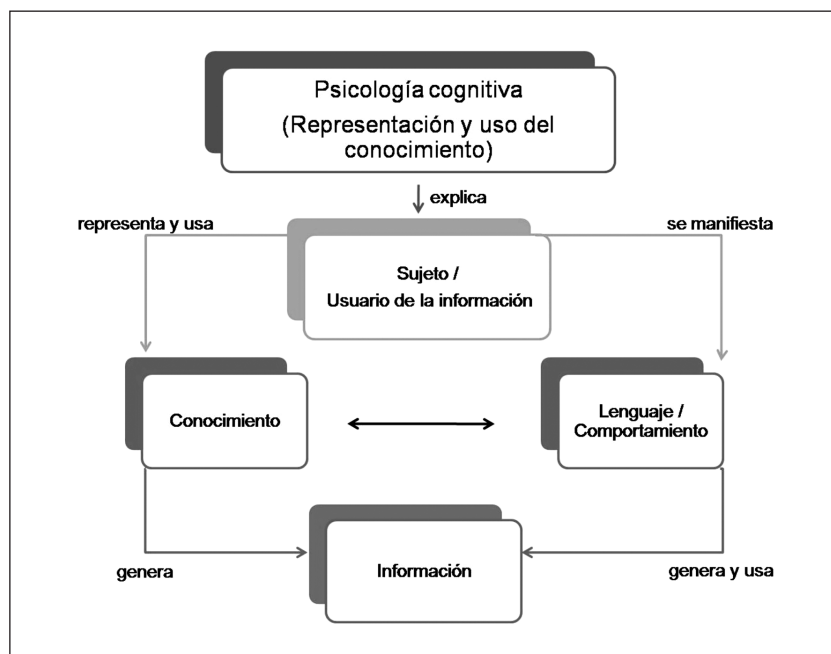 Psicología cognitiva
(Representación y uso del
conocimiento)
explica
representa y usa
se manifiesta
Sujeto /
Usuario de la información
Conocimiento
Lenguaje /
Comportamiento
genera
Información
genera y usa